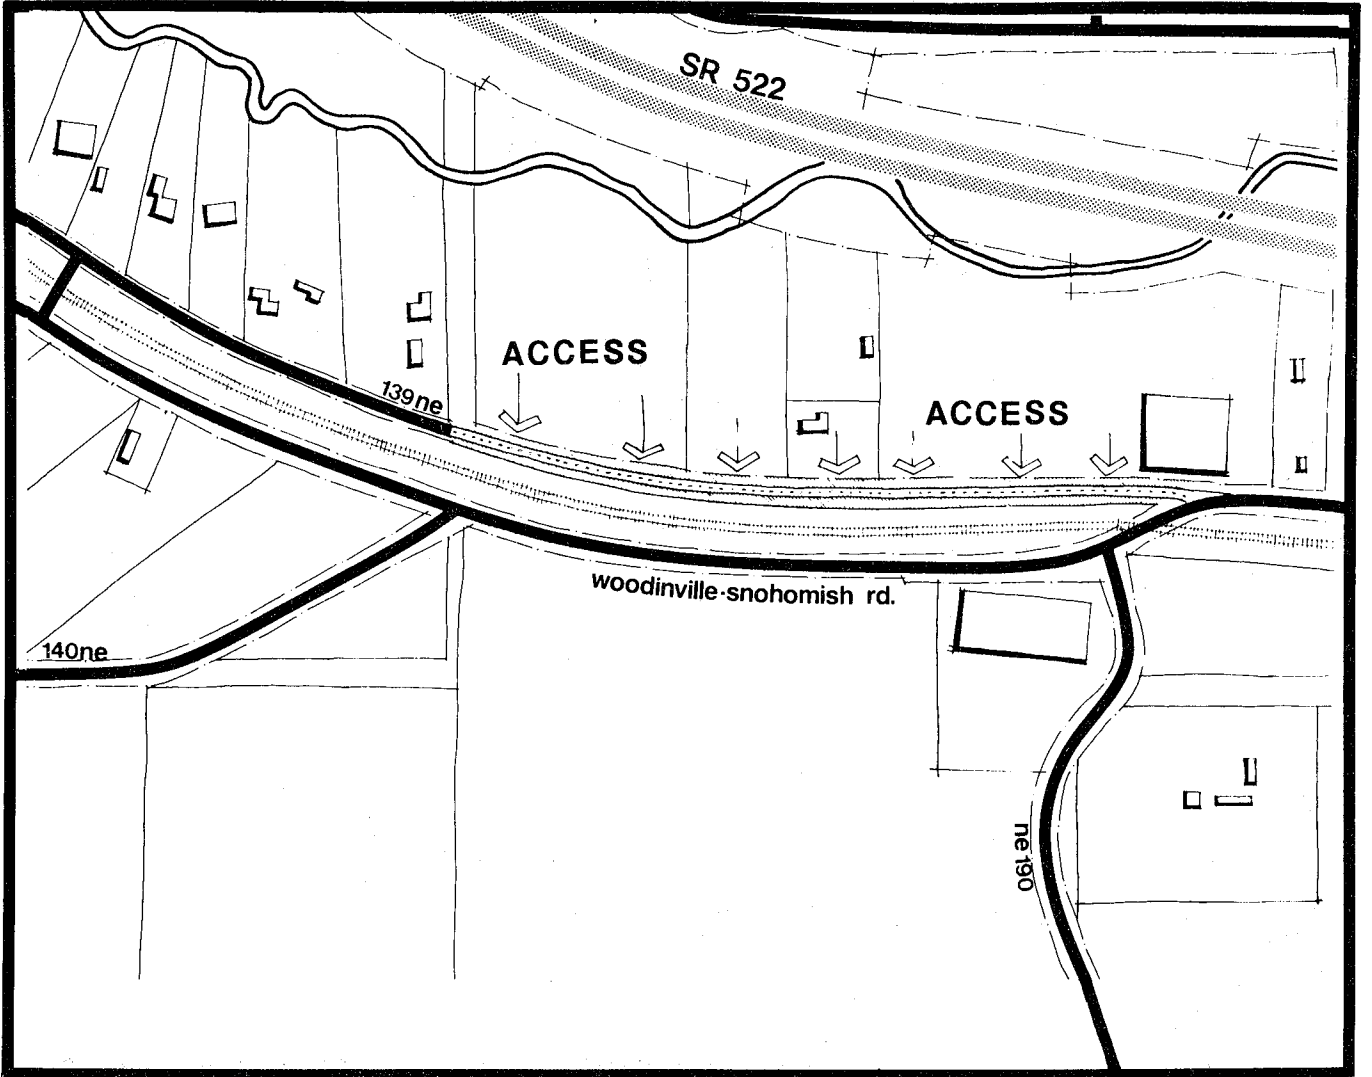 SR 522
ACCESS
139ne
ACCESS
woodinville-snohomish rd.
140ne
ne 190